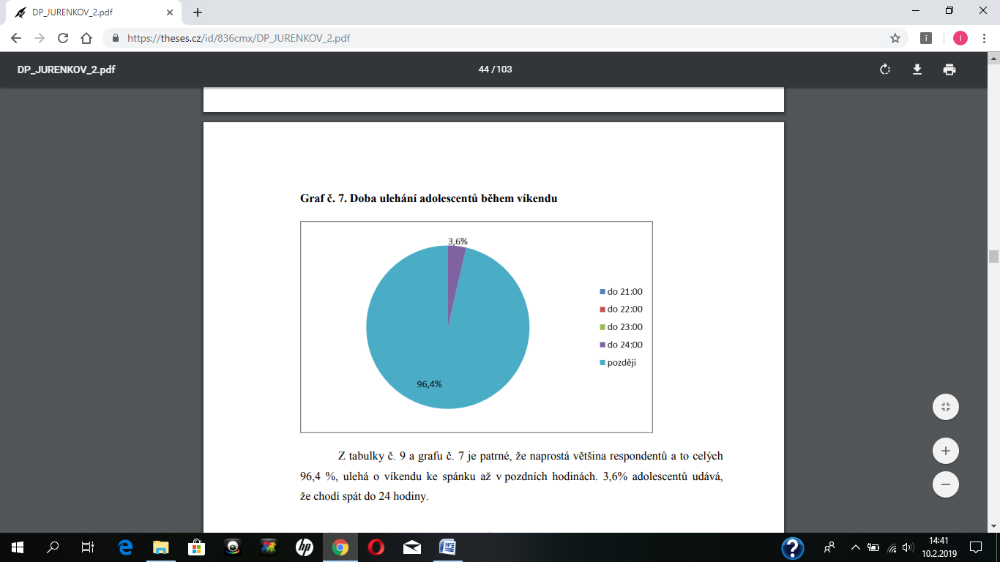 DP_JURENKOV_2.pdf
https://theses.cz/id/836cmx/DP_JURENKOV_2.pdf
i
I
DP_JURENKOV_2.pdf
44 / 103
Graf č. 7. Doba ulehání adolescentů během víkendu
3,6%
96,4%
do 21:00
do 22:00
do 23:00
do 24:00
později
Z tabulky č. 9 a grafu č. 7 je patrné, že naprostá většina respondentů a to celých
96,4 %, ulehá o víkendu ke spánku až v pozdních hodinách. 3,6% adolescentů udává,
že chodí spát do 24 hodiny.
hp
?
14:41
10.2.2019